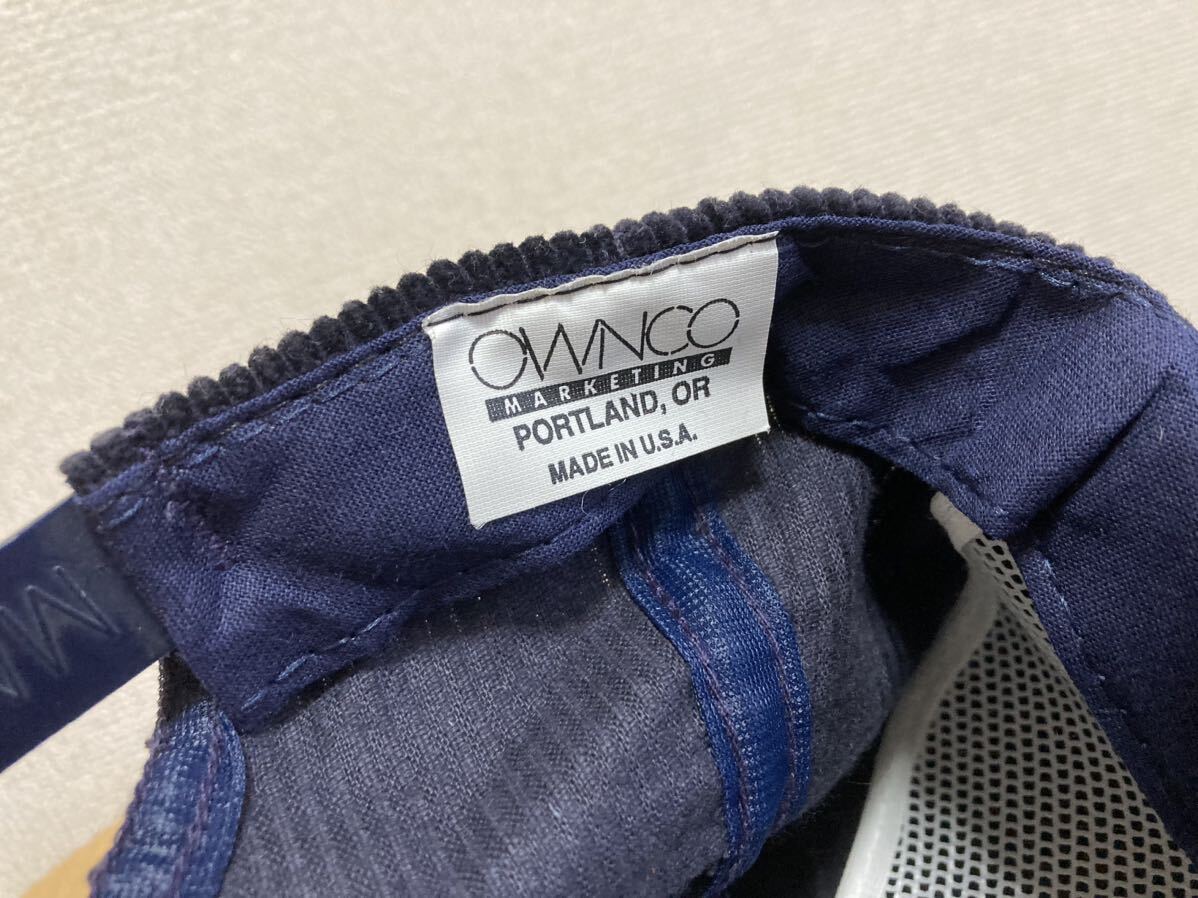 OWNCO
MARKETING
PORTLAND, OR
MADE IN U.S.A.